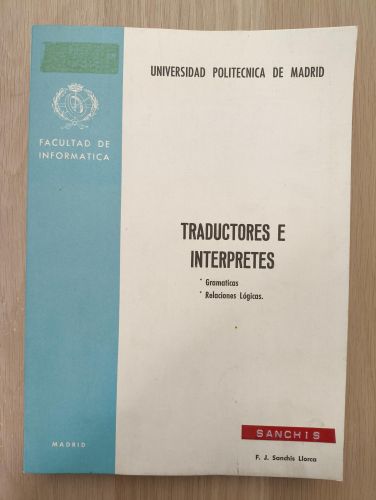 UNIVERSIDAD POLITECNICA DE MADRID
FACULTAD DE
INFORMATICA
TRADUCTORES E
INTERPRETES
* Gramaticas
* Relaciones Lógicas.
SANCHIS
F. J. Sanchis Llorca
MADRID